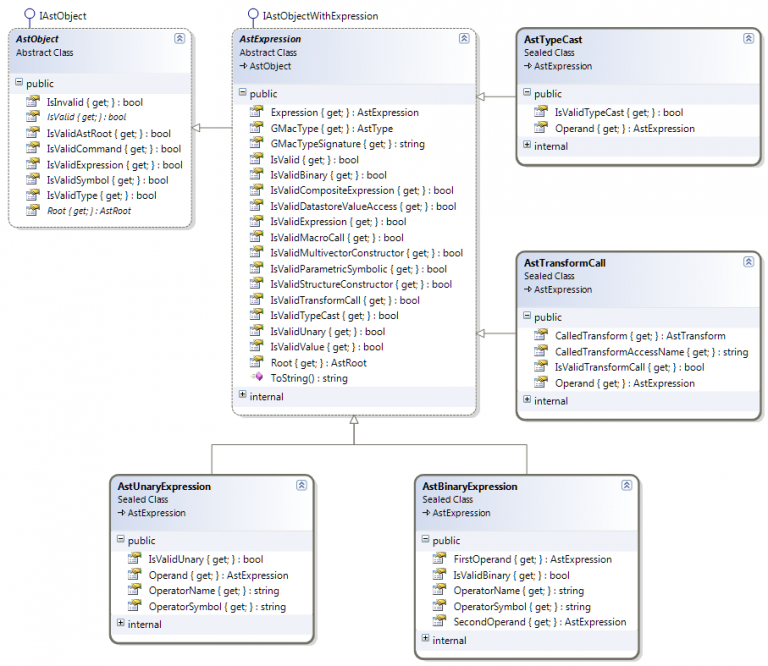 IAstObject
AstObject
Abstract Class
public
IsInvalid { get; } : bool
IsValid { get; } : bool
IsValidAstRoot { get; } : bool
IsValidCommand { get; } : bool
IsValidExpression { get; } : bool
IsValidSymbol { get; } : bool
IsValidType { get; } : bool
Root { get; } : AstRoot
IAstObjectWithExpression
AstExpression
Abstract Class
AstObject
public
Expression { get; } : AstExpression
GMacType { get; } : AstType
GMacTypeSignature { get; } : string
IsValid { get; } : bool
IsValidBinary { get; } : bool
IsValidCompositeExpression { get; } : bool
IsValidDatastoreValueAccess { get; } : bool
IsValidExpression { get; } : bool
IsValidMacroCall { get; } : bool
IsValidMultivectorConstructor { get; } : bool
IsValidParametricSymbolic { get; } : bool
IsValidStructureConstructor { get; } : bool
IsValidTransformCall { get; } : bool
IsValidTypeCast { get; } : bool
IsValidUnary { get; } : bool
IsValidValue { get; } : bool
Root { get; } : AstRoot
ToString() : string
internal
AstTypeCast
Sealed Class
AstExpression
public
IsValidTypeCast { get; } : bool
Operand { get; } : AstExpression
internal
AstTransformCall
Sealed Class
AstExpression
public
CalledTransform { get; } : AstTransform
CalledTransformAccessName { get; } : string
IsValidTransformCall { get; } : bool
Operand { get; } : AstExpression
internal
AstUnaryExpression
Sealed Class
AstExpression
public
IsValidUnary { get; } : bool
Operand { get; } : AstExpression
OperatorName { get; } : string
OperatorSymbol { get; } : string
internal
AstBinaryExpression
Sealed Class
AstExpression
public
FirstOperand { get; } : AstExpression
IsValidBinary { get; } : bool
OperatorName { get; } : string
OperatorSymbol { get; } : string
SecondOperand { get; } : AstExpression
internal